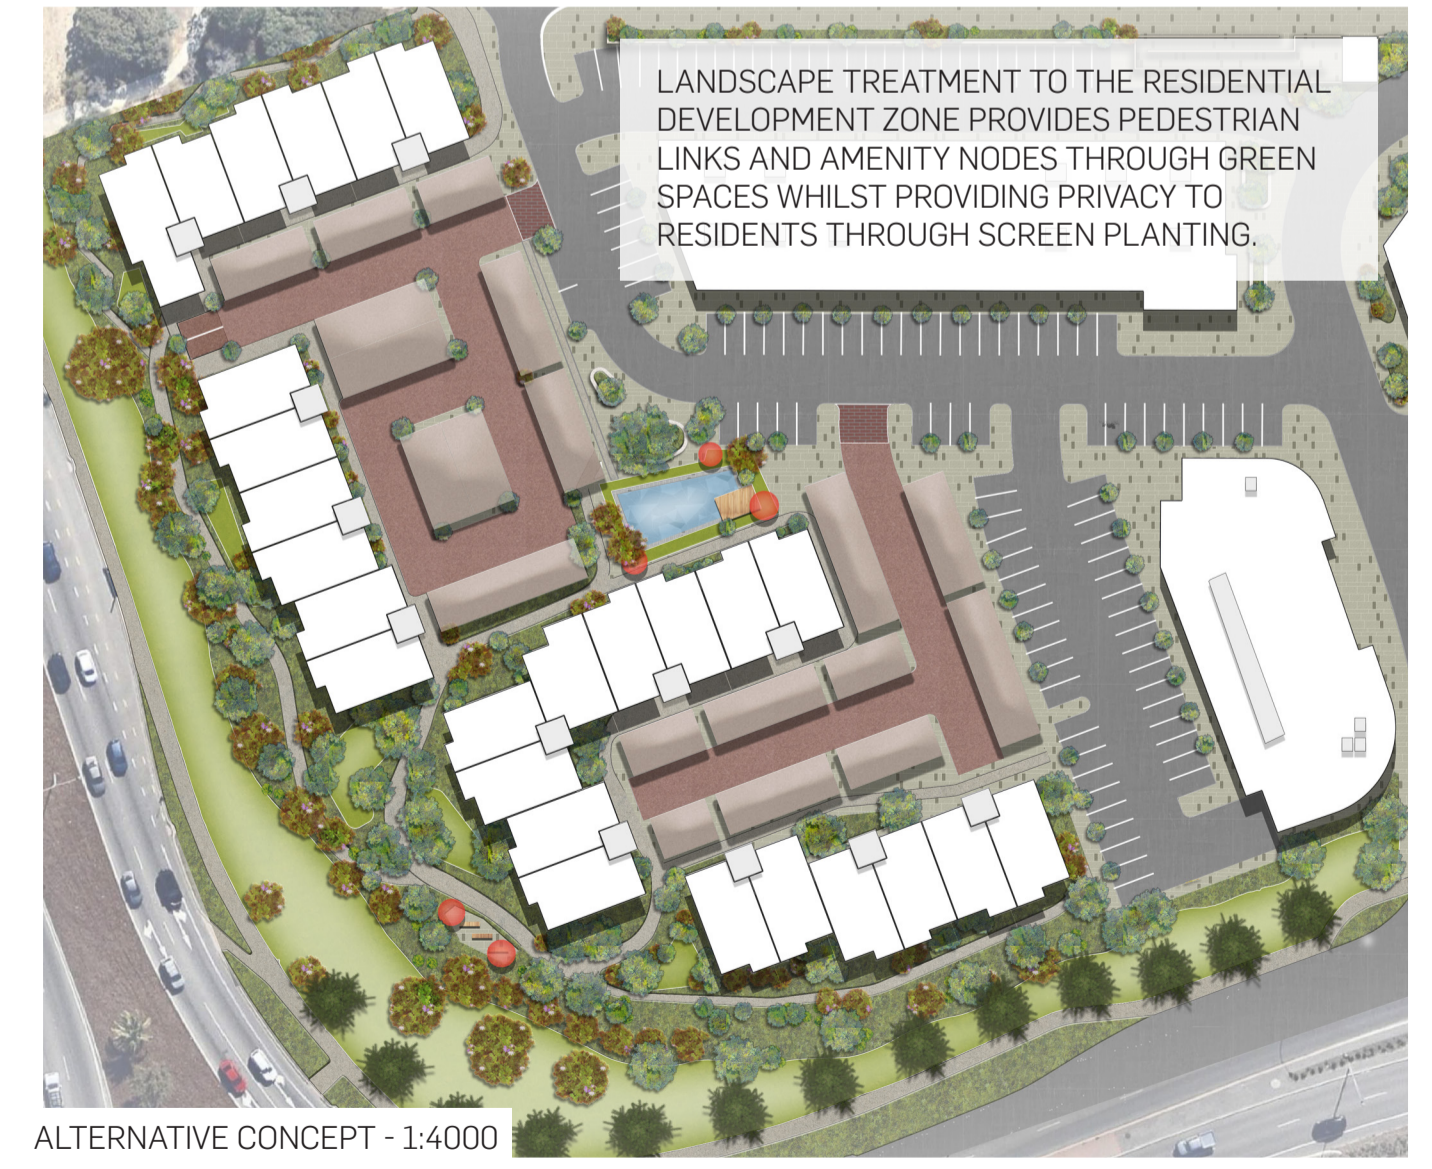 LANDSCAPE TREATMENT TO THE RESIDENTIAL
DEVELOPMENT ZONE PROVIDES PEDESTRIAN
LINKS AND AMENITY NODES THROUGH GREEN
SPACES WHILST PROVIDING PRIVACY TO
RESIDENTS THROUGH SCREEN PLANTING.
ALTERNATIVE CONCEPT - 1:4000